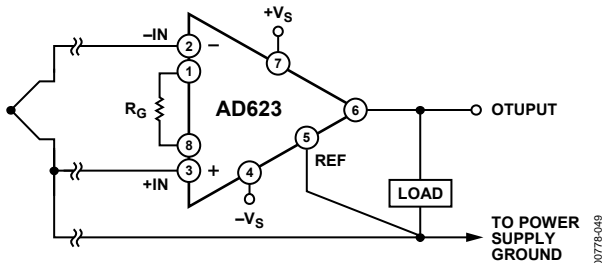 +VS
–IN
2
–
7
1
RG
AD623
6
OTUPUT
8
5
REF
3
+
4
+IN
–VS
LOAD
TO POWER
SUPPLY
GROUND
00778-049